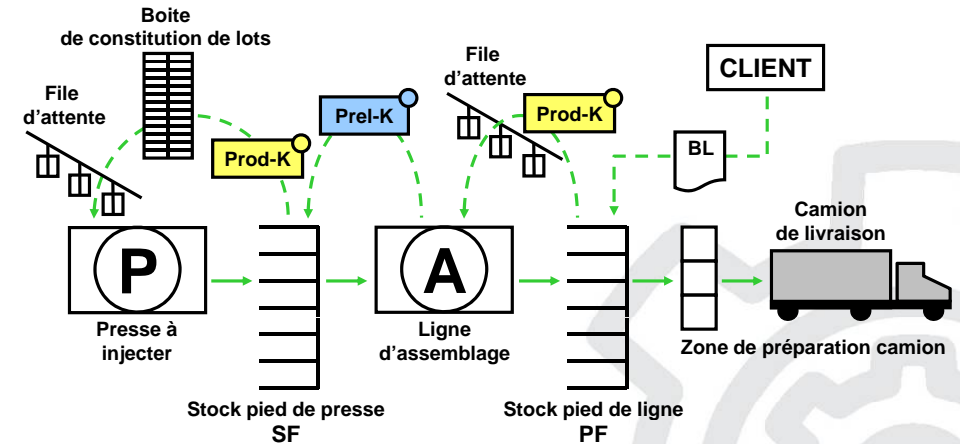 Boite
de constitution de lots
File
d'attente
Prod-K
Prel-K
File
d'attente
Prod-K
CLIENT
BL
P
Presse à
injecter
Stock pied de presse
SF
A
Ligne
d'assemblage
Stock pied de ligne
PF
Camion
de livraison
Zone de préparation camion